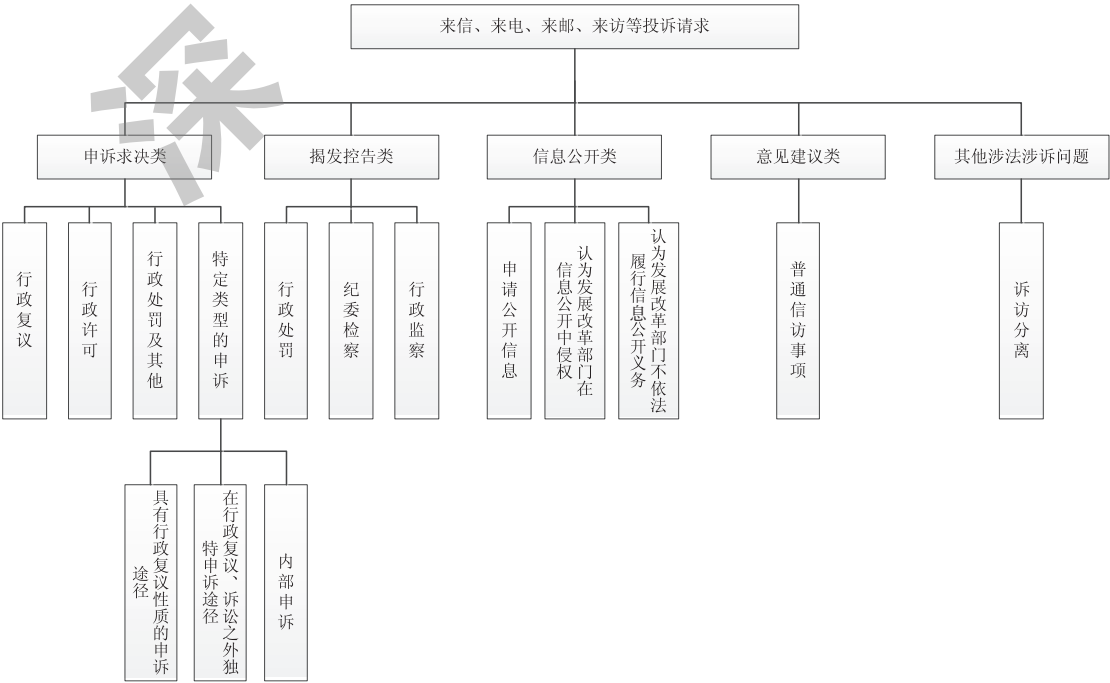 来信、来电、来邮、来访等投诉请求
深
申诉求决类
揭发控告类
信息公开类
意见建议类
其他涉法涉诉问题
行政复议
行政许可
行政处罚及其他
特定类型的申诉
行政处罚
纪委检察
行政监察
申请公开信息
认为发展改革部门在
信息公开中侵权
认为发展改革部门不依法
履行信息公开义务
普通信访事项
诉访分离
具有行政复议性质的申诉
途径
在行政复议、诉讼之外独
特申诉途径
内部申诉